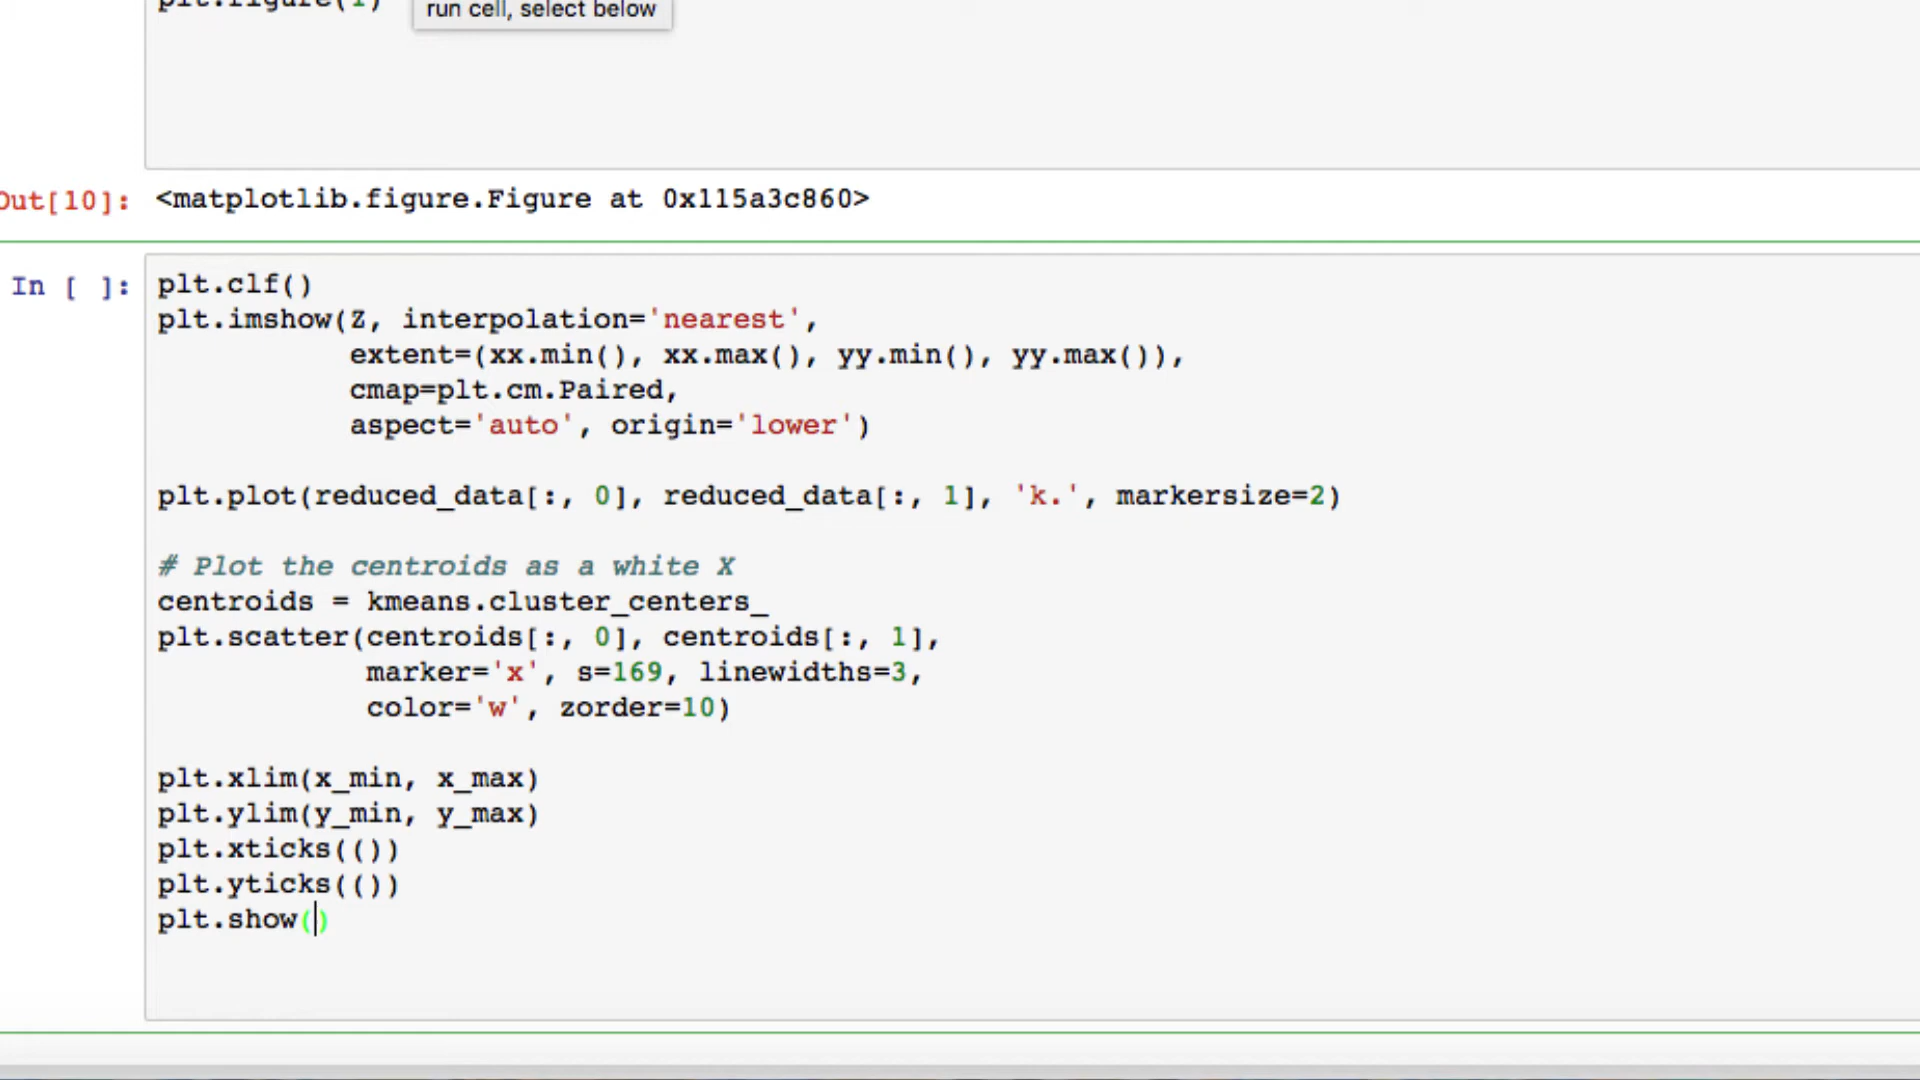 plt.figure(1)
run cell, select below
Out[10]: <matplotlib.figure.Figure at 0x115a3c860>
In [ ]: plt.clf()
plt.imshow(Z, interpolation='nearest',
extent=(xx.min(), xx.max(), yy.min(), yy.max()),
cmap=plt.cm.Paired,
aspect='auto', origin='lower')
plt.plot(reduced_data[:, 0], reduced_data[:, 1], 'k.', markersize=2)
# Plot the centroids as a white X
centroids = kmeans.cluster_centers_
plt.scatter(centroids[:, 0], centroids[:, 1],
marker='x', s=169, linewidths=3,
color='w', zorder=10)
plt.xlim(x_min, x_max)
plt.ylim(y_min, y_max)
plt.xticks(())
plt.yticks(())
plt.show()